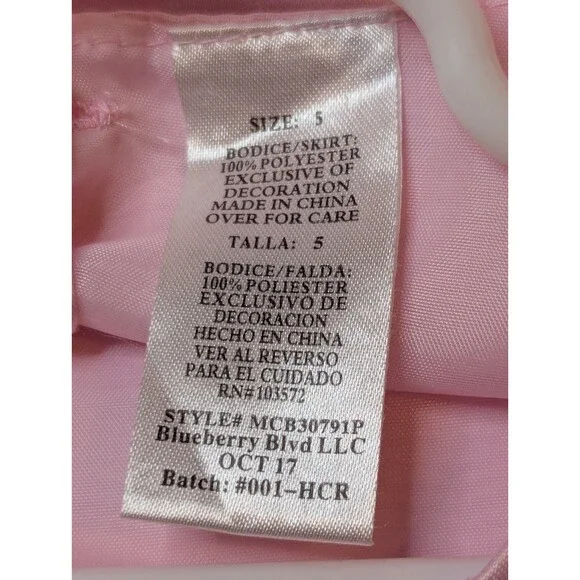 SIZE: 5
BODICE/SKIRT:
100% POLYESTER
EXCLUSIVE OF
DECORATION
MADE IN CHINA
OVER FOR CARE
TALLA: 5
BODICE/FALDA:
100% POLIESTER
EXCLUSIVO DE
DECORACION
HECHO EN CHINA
VER AL REVERSO
PARA EL CUIDADO
RN#103572
STYLE# MCB30791P
Blueberry Blvd LLC
OCT 17
Batch: #001-HCR